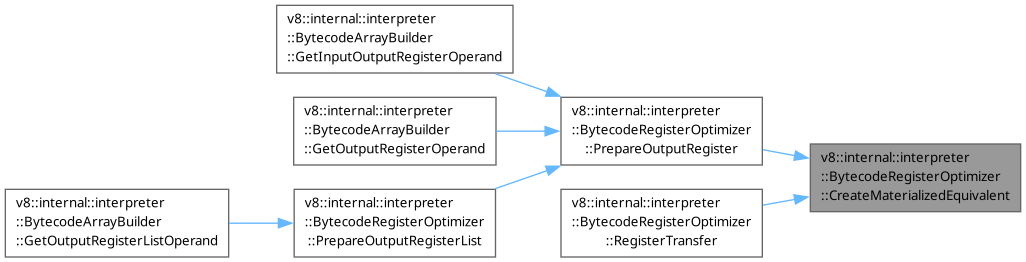 v8::internal::interpreter
::BytecodeArrayBuilder
::GetInputOutputRegisterOperand
v8::internal::interpreter
::BytecodeArrayBuilder
::GetOutputRegisterOperand
v8::internal::interpreter
::BytecodeRegisterOptimizer
::PrepareOutputRegister
v8::internal::interpreter
::BytecodeRegisterOptimizer
::CreateMaterializedEquivalent
v8::internal::interpreter
::BytecodeArrayBuilder
::GetOutputRegisterListOperand
v8::internal::interpreter
::BytecodeRegisterOptimizer
::PrepareOutputRegisterList
v8::internal::interpreter
::BytecodeRegisterOptimizer
::RegisterTransfer